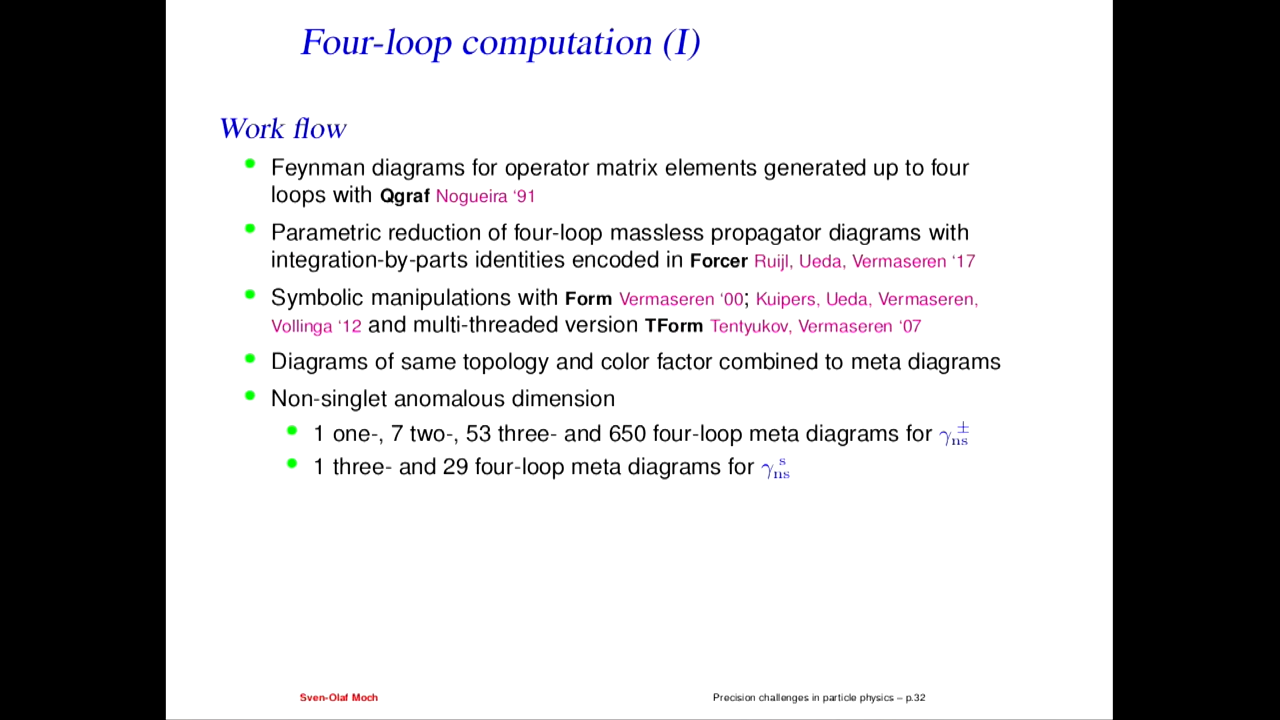 Four-loop computation (I)
Work flow
Feynman diagrams for operator matrix elements generated up to four
loops with Qgraf Nogueira ‘91
Parametric reduction of four-loop massless propagator diagrams with
integration-by-parts identities encoded in Forcer Ruijl, Ueda, Vermaseren ‘17
Symbolic manipulations with Form Vermaseren ‘00; Kuipers, Ueda, Vermaseren,
Vollinga ‘12 and multi-threaded version TForm Tentyukov, Vermaseren ‘07
Diagrams of same topology and color factor combined to meta diagrams
Non-singlet anomalous dimension
1 one-, 7 two-, 53 three- and 650 four-loop meta diagrams for γ_ns^±
1 three- and 29 four-loop meta diagrams for γ_ns^s
Sven-Olaf Moch
Precision challenges in particle physics – p.32